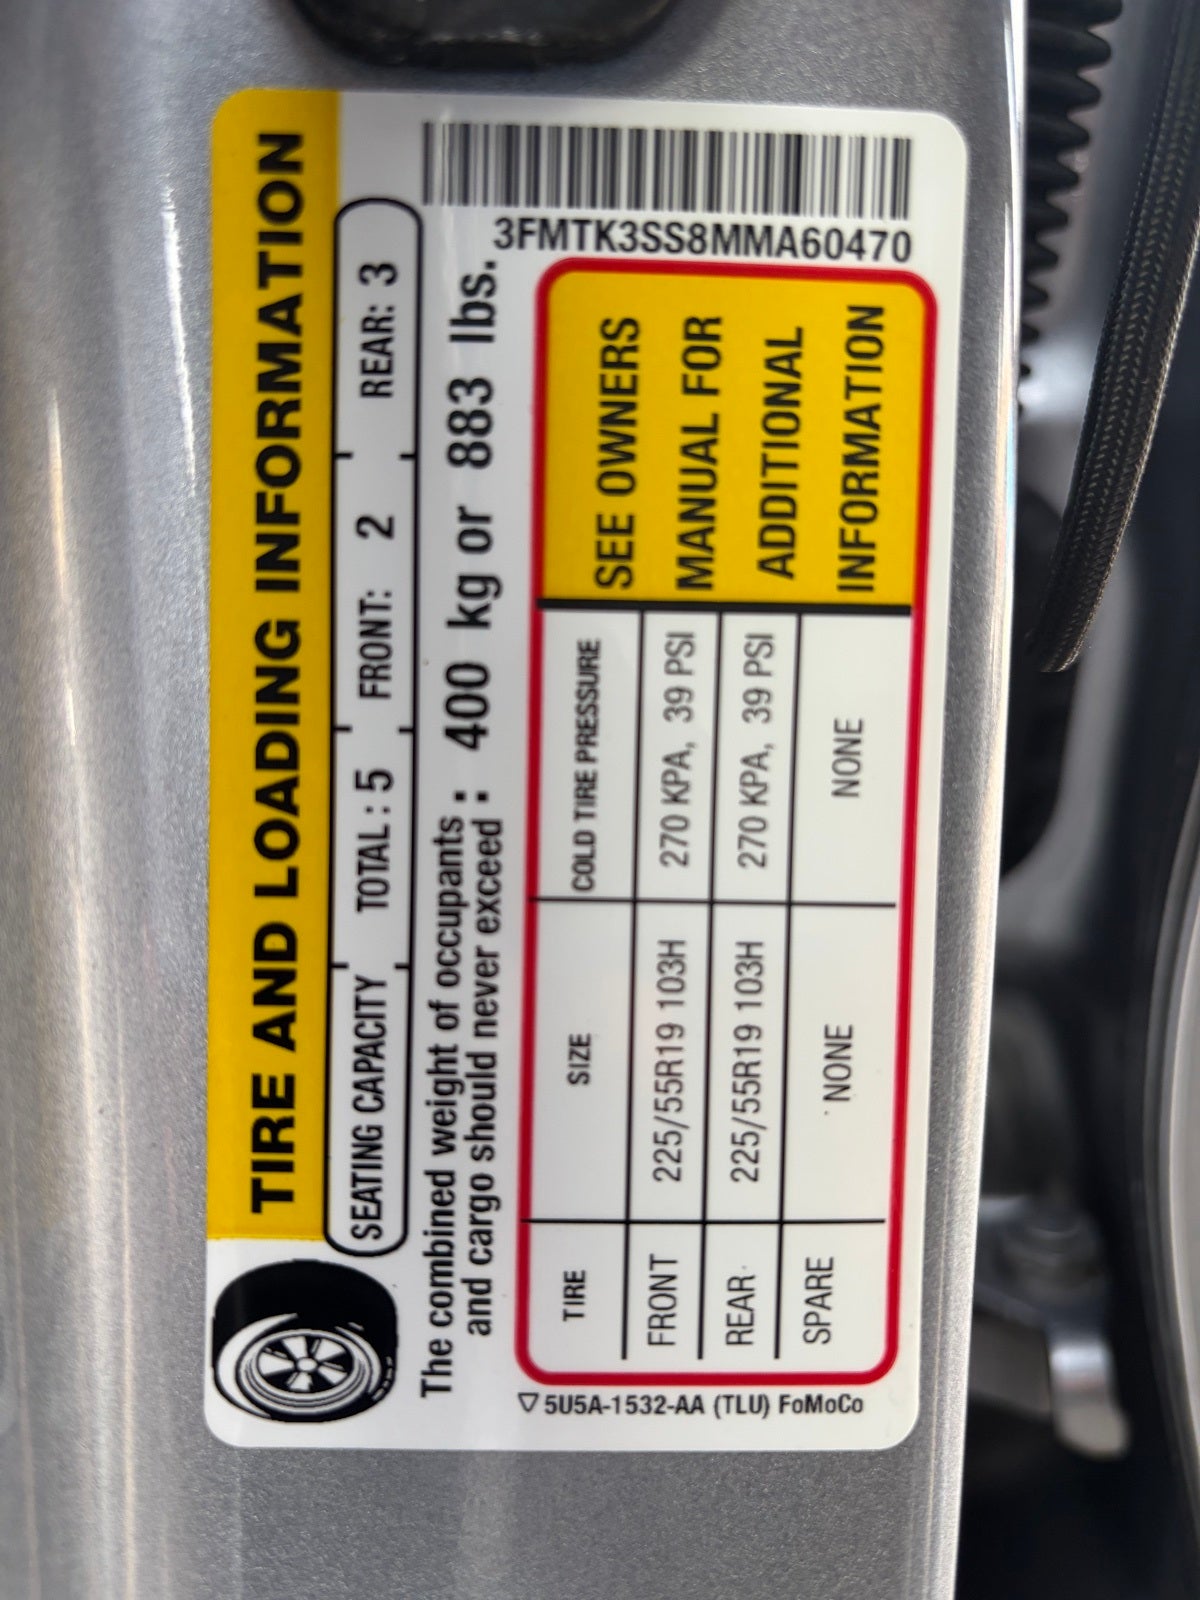 TIRE AND LOADING INFORMATION
SEATING CAPACITY TOTAL : 5 FRONT: 2 REAR: 3
The combined weight of occupants :
and cargo should never exceed : 400 kg or 883 lbs.
3FMTK3SS8MMA60470
TIRE SIZE COLD TIRE PRESSURE
FRONT 225/55R19 103H 270 KPA, 39 PSI
REAR 225/55R19 103H 270 KPA, 39 PSI
SPARE NONE NONE
SEE OWNERS
MANUAL FOR
ADDITIONAL
INFORMATION
5U5A-1532-AA (TLU) FoMoCo